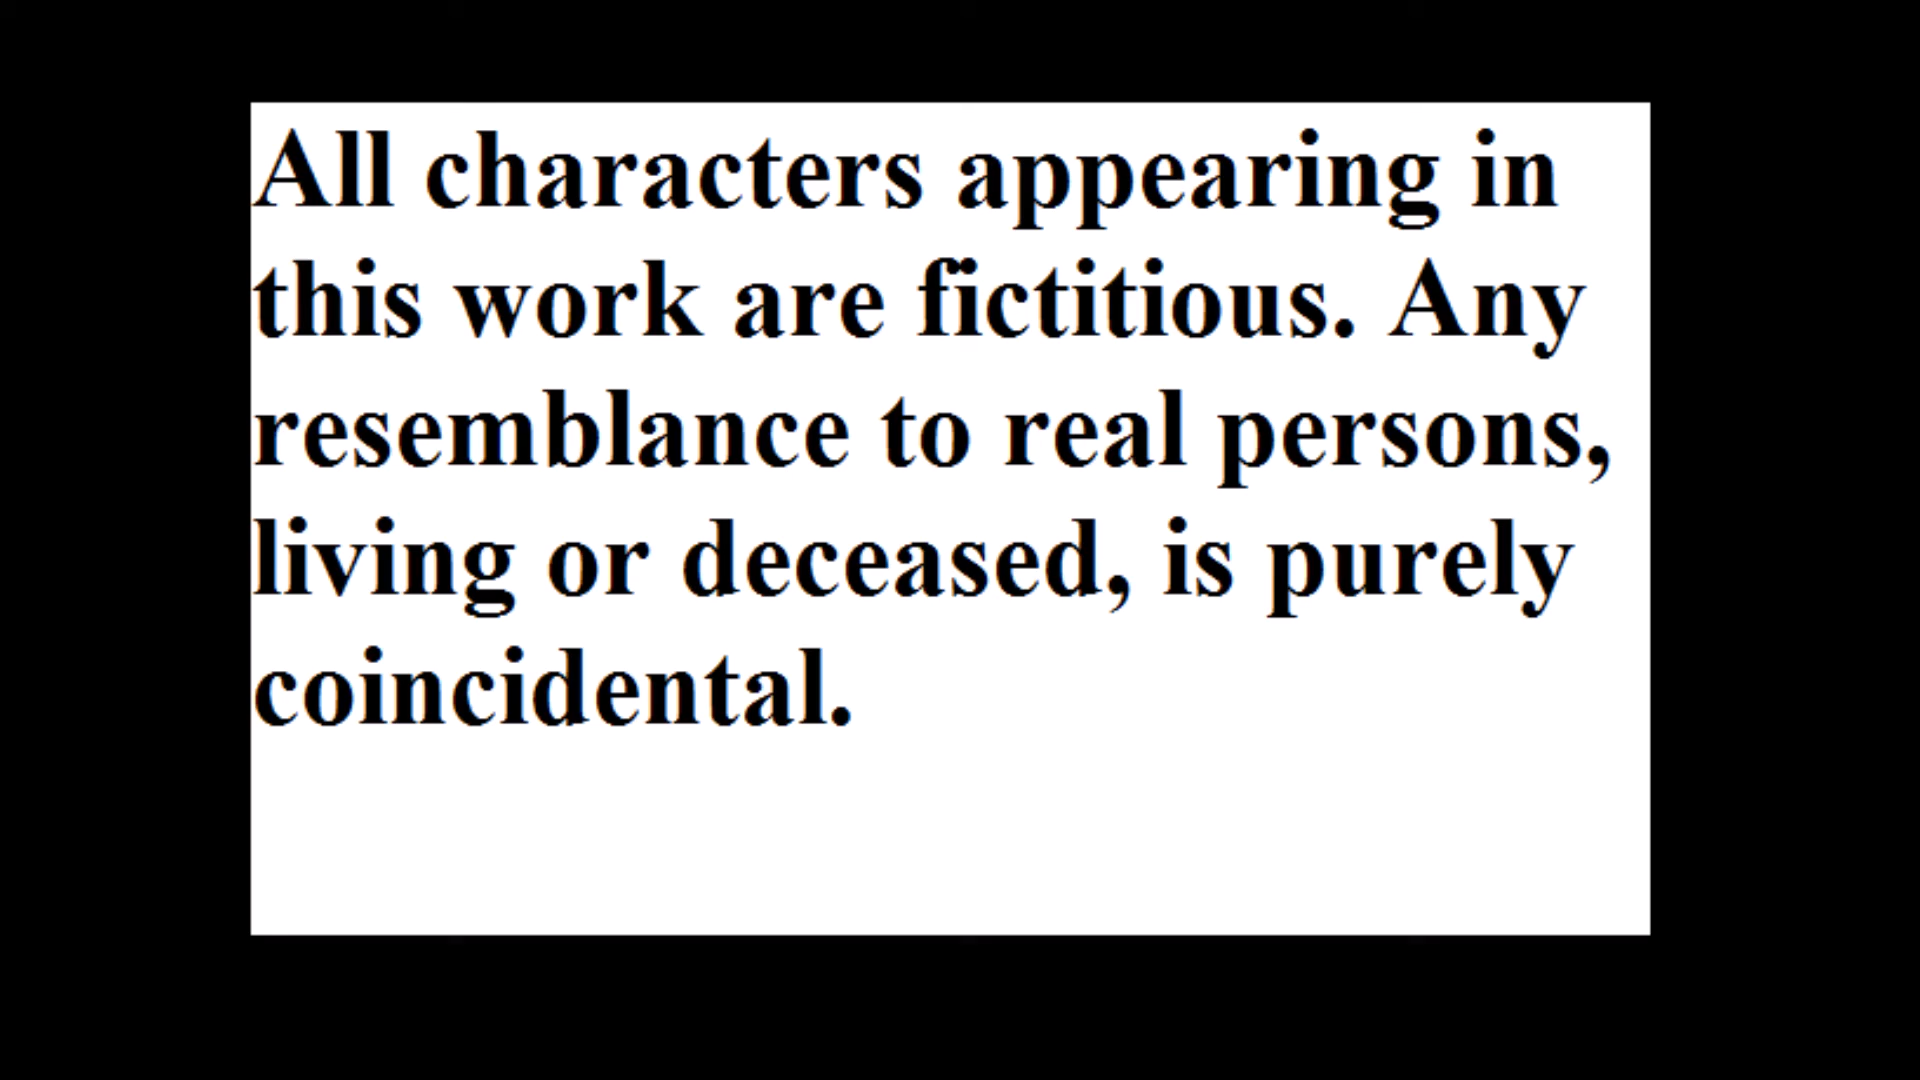 All characters appearing in
this work are fictitious. Any
resemblance to real persons,
living or deceased, is purely
coincidental.